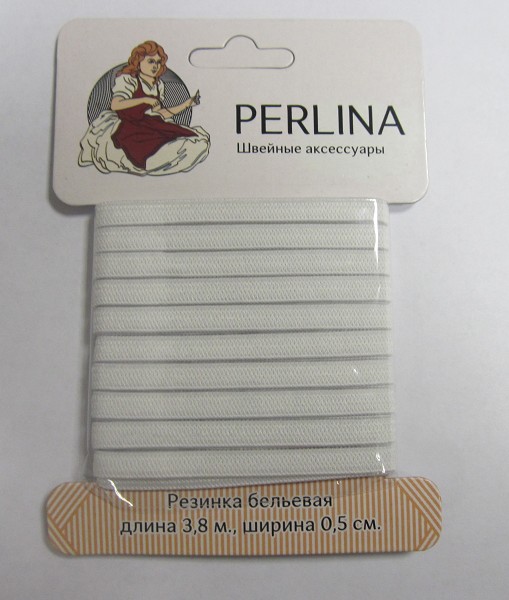 PERLINA
Швейные аксессуары
Резинка бельевая
длина 3,8 м., ширина 0,5 см.